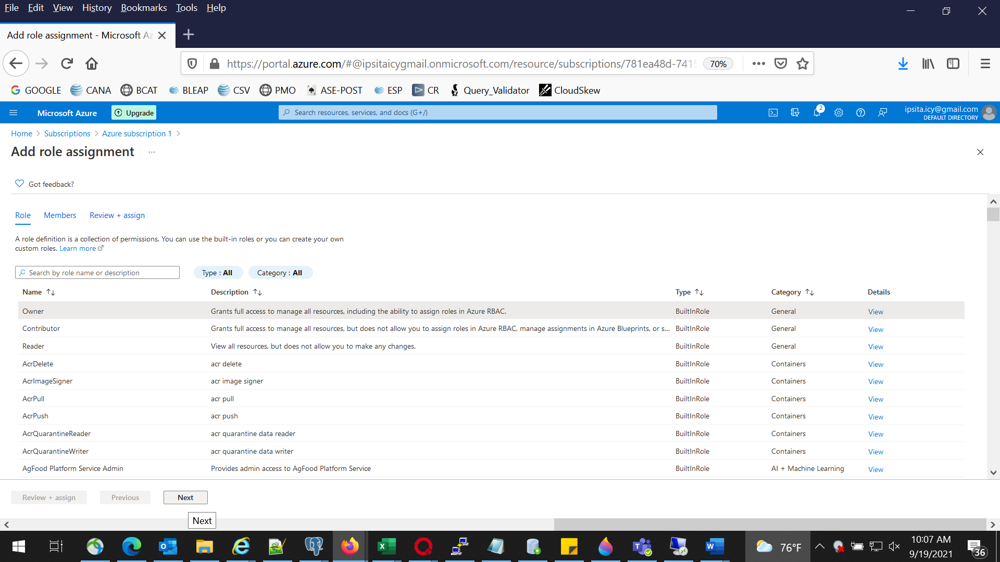 File Edit View History Bookmarks Tools Help
Add role assignment - Microsoft Az
https://portal.azure.com/#@ipsitaicygmail.onmicrosoft.com/resource/subscriptions/781ea48d-7415 70%
GOOGLE CANA BCAT BLEAP CSV PMO ASE-POST ESP CR Query_Validator CloudSkew
Microsoft Azure Upgrade Search resources, services, and docs (G+/) 2 ipsita.icy@gmail.com
DEFAULT DIRECTORY
Home > Subscriptions > Azure subscription 1 >
Add role assignment ...
Got feedback?
Role Members Review + assign
A role definition is a collection of permissions. You can use the built-in roles or you can create your own
custom roles. Learn more
Search by role name or description Type : All Category : All
Name Description Type Category Details
Owner Grants full access to manage all resources, including the ability to assign roles in Azure RBAC. BuiltInRole General View
Contributor Grants full access to manage all resources, but does not allow you to assign roles in Azure RBAC, manage assignments in Azure Blueprints, or s... BuiltInRole General View
Reader View all resources, but does not allow you to make any changes. BuiltInRole General View
AcrDelete acr delete BuiltInRole Containers View
AcrImageSigner acr image signer BuiltInRole Containers View
AcrPull acr pull BuiltInRole Containers View
AcrPush acr push BuiltInRole Containers View
AcrQuarantineReader acr quarantine data reader BuiltInRole Containers View
AcrQuarantineWriter acr quarantine data writer BuiltInRole Containers View
AgFood Platform Service Admin Provides admin access to AgFood Platform Service BuiltInRole AI + Machine Learning View
Review + assign Previous Next
Next
76°F 10:07 AM
9/19/2021 36